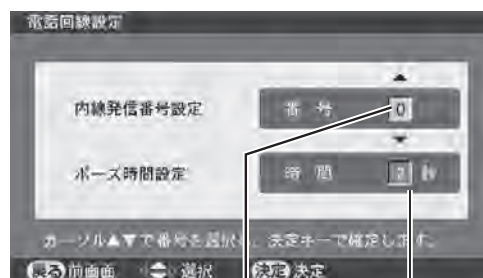 電話回線設定
内線発信番号設定 番号 0
ポーズ時間設定 時間 2 秒
カーソル▲▼で番号を選択し、決定キーで確定します。
戻る 前画面 選択 決定 決定